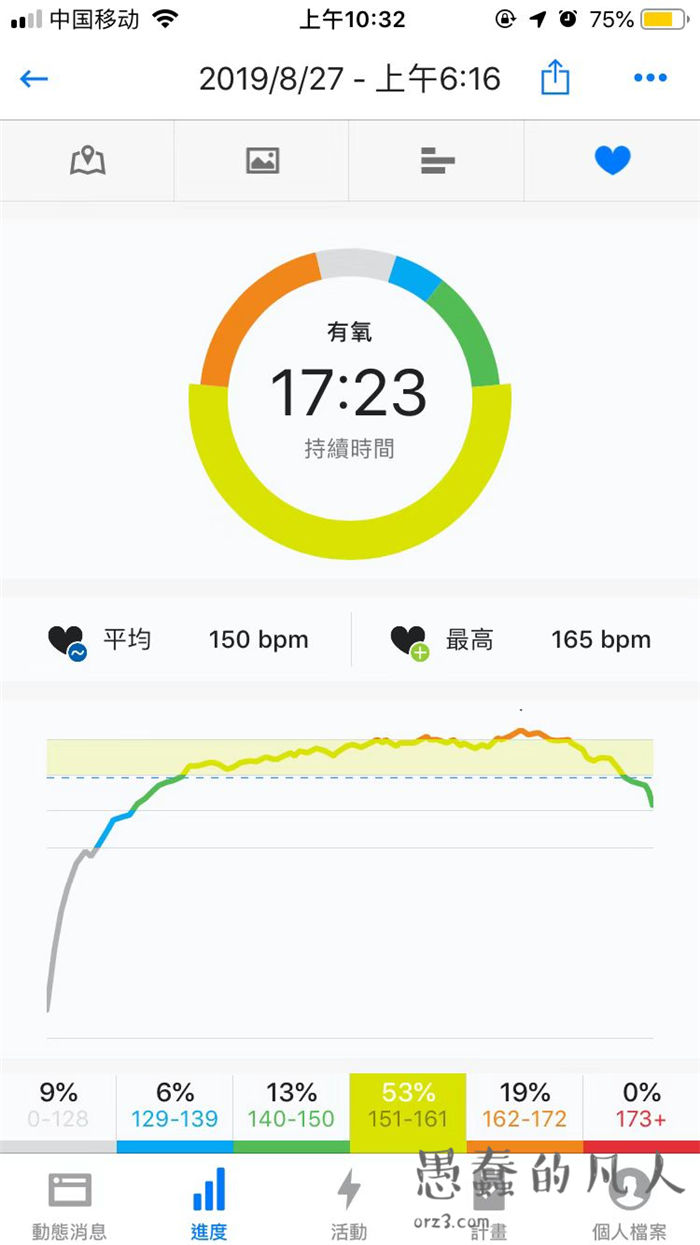 中国移动 上午10:32 75%
2019/8/27 - 上午6:16
有氧
17:23
持續時間
平均 150 bpm 最高 165 bpm
9% 6% 13% 53% 19% 0%
0-128 129-139 140-150 151-161 162-172 173+
愚蠢的凡人
orz3.com
動態消息 進度 活動 計畫 個人檔案